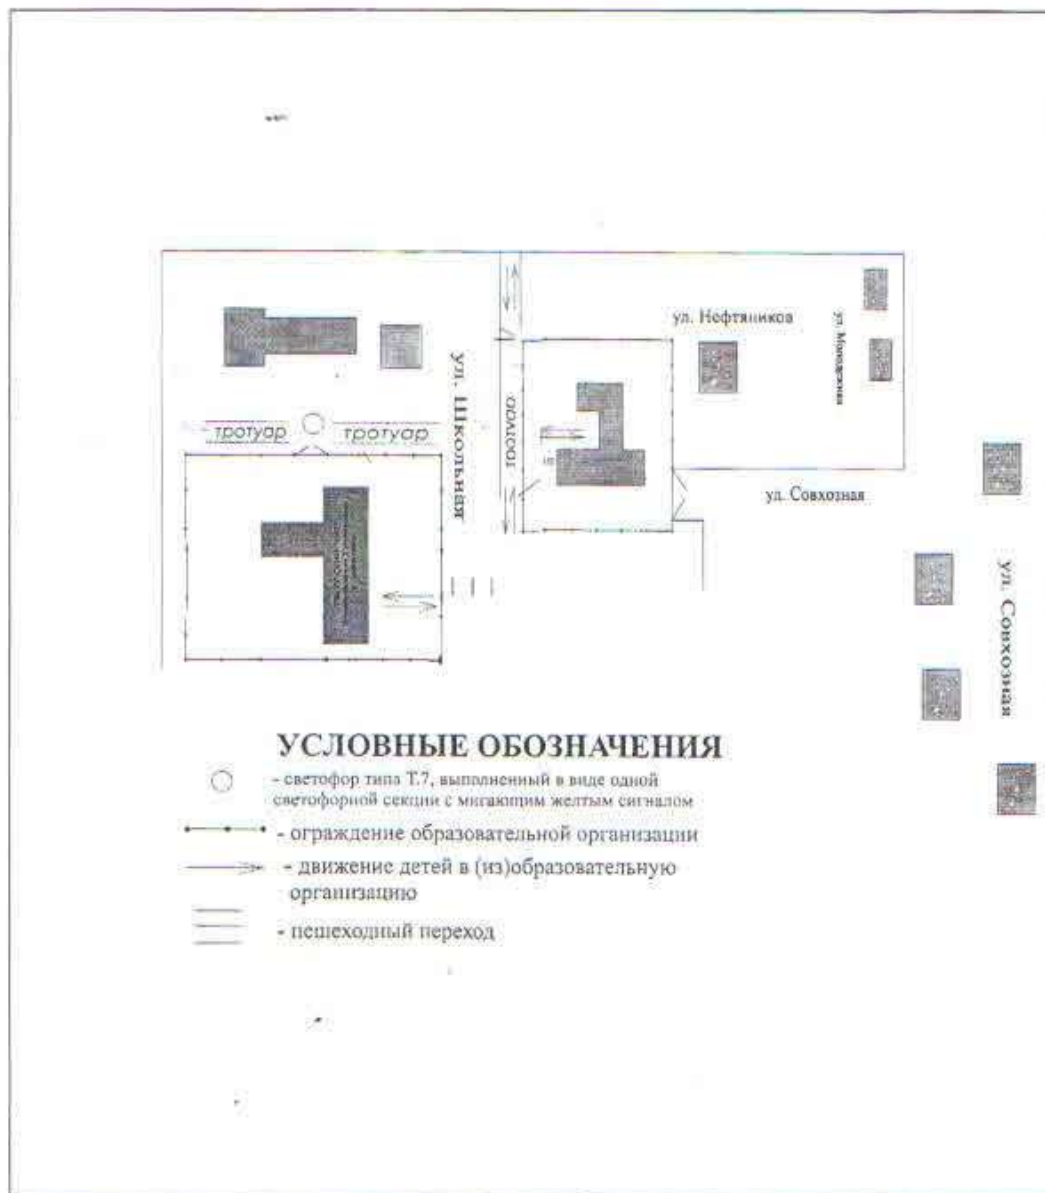 ул. Нефтяников
ул. Молодежная
ул. Школьная
тротуар
тротуар
тротуар
ул. Совхозная
ул. Совхозная
УСЛОВНЫЕ ОБОЗНАЧЕНИЯ
- светофор типа Т.7, выполненный в виде одной
светофорной секции с мигающим желтым сигналом
- ограждение образовательной организации
- движение детей в (из)образовательную
организацию
- пешеходный переход